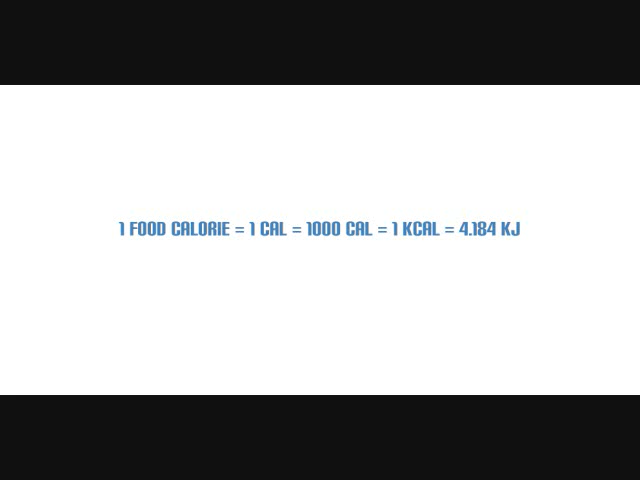 1 FOOD CALORIE = 1 CAL = 1000 CAL = 1 KCAL = 4.184 KJ